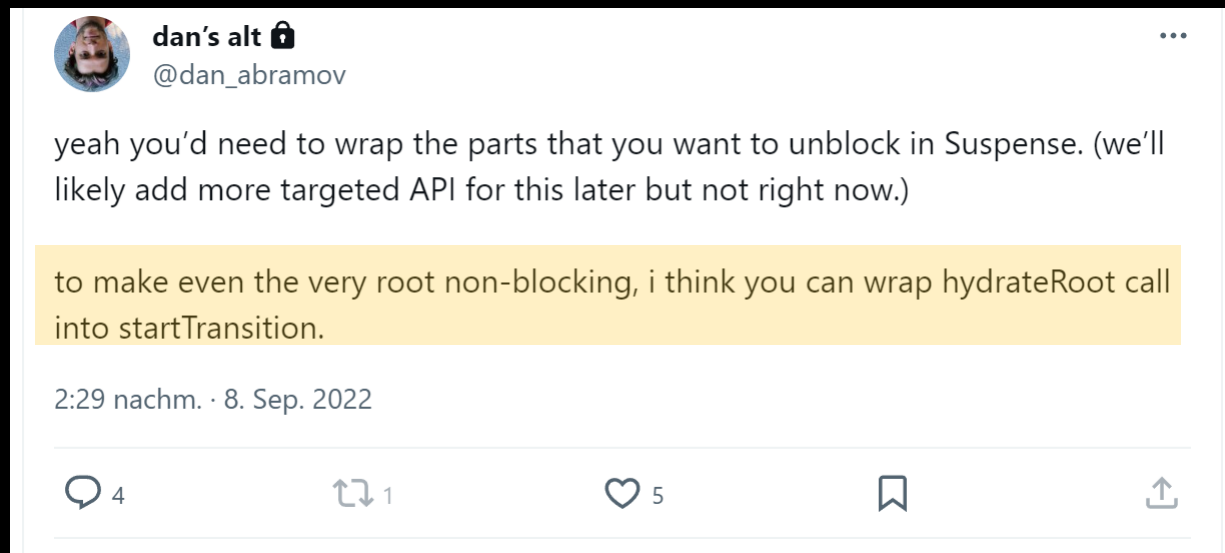 dan’s alt
@dan_abramov
yeah you’d need to wrap the parts that you want to unblock in Suspense. (we’ll
likely add more targeted API for this later but not right now.)
to make even the very root non-blocking, i think you can wrap hydrateRoot call
into startTransition.
2:29 nachm. · 8. Sep. 2022
4 1 5